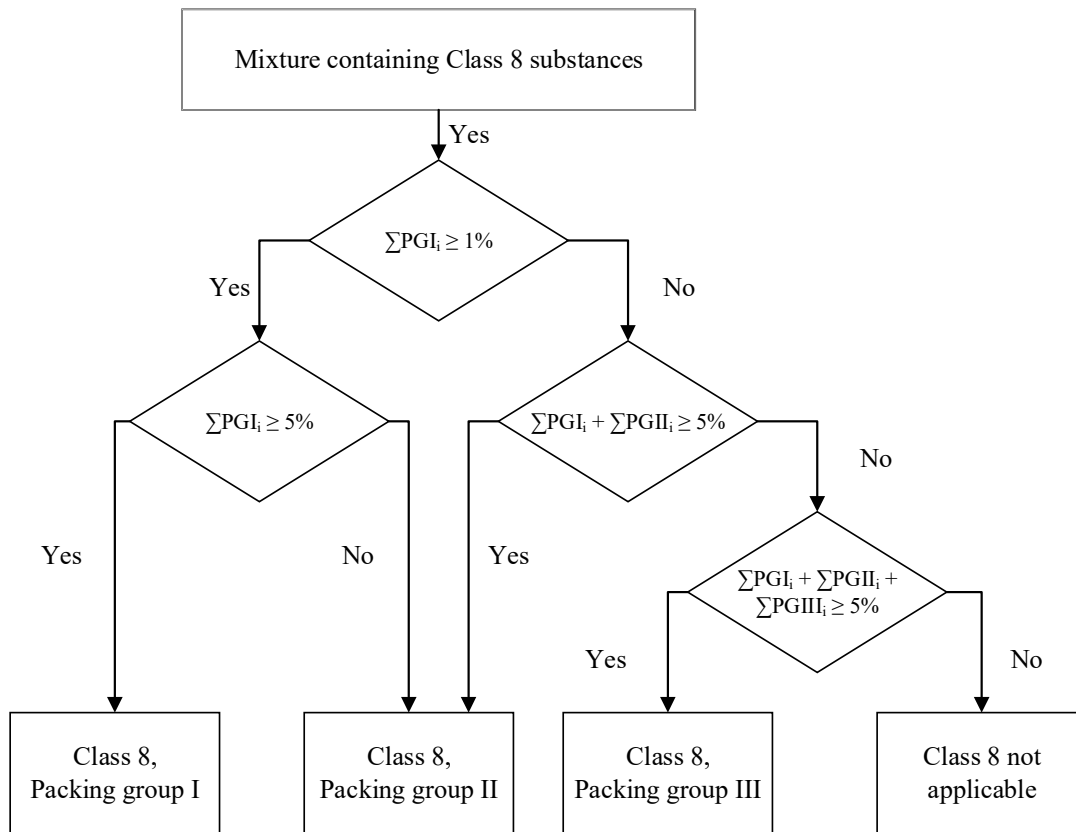 Mixture containing Class 8 substances
Yes
∑PGIᵢ ≥ 1%
Yes
No
∑PGIᵢ ≥ 5%
∑PGIᵢ + ∑PGIIᵢ ≥ 5%
No
Yes
No
Yes
∑PGIᵢ + ∑PGIIᵢ +
∑PGIIIᵢ ≥ 5%
Yes
No
Class 8,
Packing group I
Class 8,
Packing group II
Class 8,
Packing group III
Class 8 not
applicable